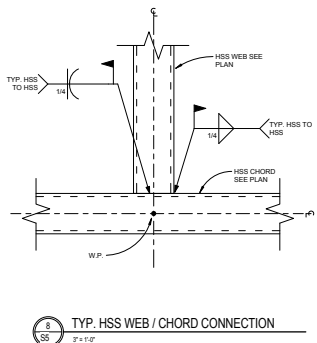 ℄
HSS WEB SEE
PLAN
TYP. HSS
TO HSS
1/4
TYP. HSS TO
HSS
1/4
HSS CHORD
SEE PLAN
℄
W.P.
8
S5
TYP. HSS WEB / CHORD CONNECTION
3" = 1'-0"